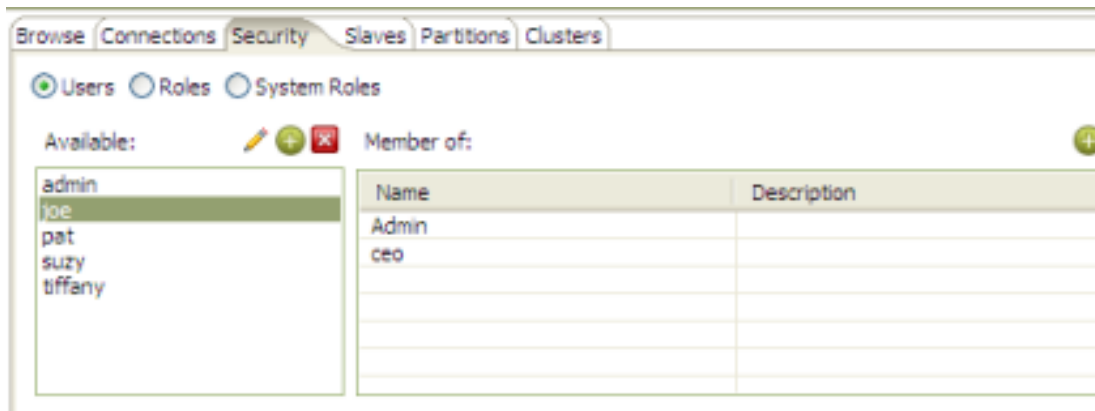 Browse Connections Security Slaves Partitions Clusters
Users Roles System Roles
Available: Member of:
admin
joe
pat
suzy
tiffany
Name Description
Admin
ceo